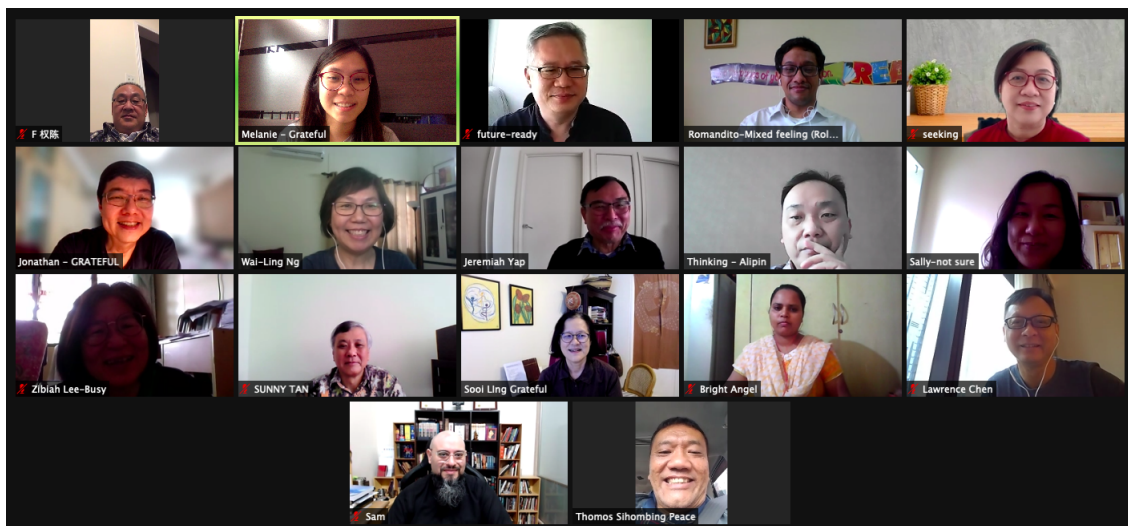 F 权陈
Melanie - Grateful
future-ready
Romandito-Mixed feeling (Rol...
seeking
Jonathan - GRATEFUL
Wai-Ling Ng
Jeremiah Yap
Thinking - Alipin
Sally-not sure
Zibiah Lee-Busy
SUNNY TAN
Sooi LIng Grateful
Bright Angel
Lawrence Chen
Sam
Thomos Sihombing Peace